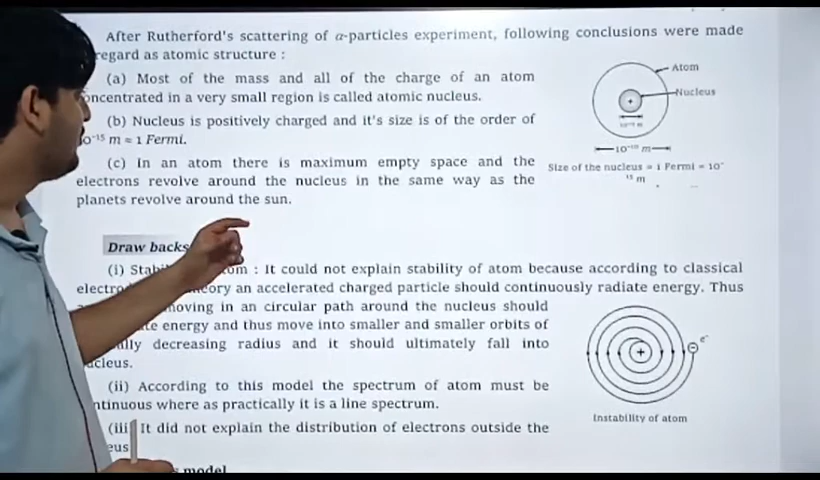 After Rutherford's scattering of α-particles experiment, following conclusions were made
regard as atomic structure :
(a) Most of the mass and all of the charge of an atom
oncentrated in a very small region is called atomic nucleus.
(b) Nucleus is positively charged and it's size is of the order of
0⁻¹⁵ m ≈ 1 Fermi.
(c) In an atom there is maximum empty space and the
electrons revolve around the nucleus in the same way as the
planets revolve around the sun.
Atom
Nucleus
+
10⁻¹⁰ m
Size of the nucleus = 1 Fermi = 10⁻
¹⁵ m
Draw backs
(i) Stab om : It could not explain stability of atom because according to classical
electro ory an accelerated charged particle should continuously radiate energy. Thus
moving in an circular path around the nucleus should
te energy and thus move into smaller and smaller orbits of
ally decreasing radius and it should ultimately fall into
ucleus.
(ii) According to this model the spectrum of atom must be
ntinuous where as practically it is a line spectrum.
(iii It did not explain the distribution of electrons outside the
eus
+
e⁻
Instability of atom
model